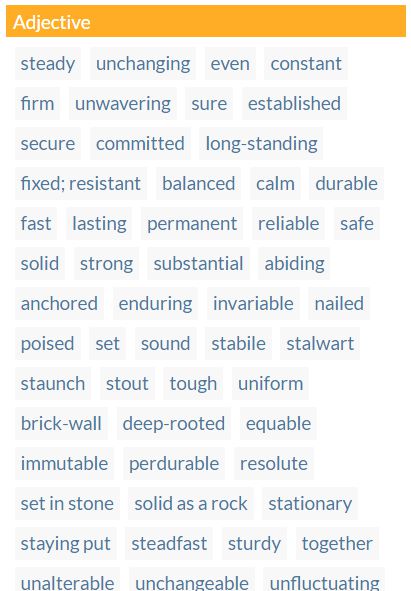 Adjective
steady unchanging even constant
firm unwavering sure established
secure committed long-standing
fixed; resistant balanced calm durable
fast lasting permanent reliable safe
solid strong substantial abiding
anchored enduring invariable nailed
poised set sound stabile stalwart
staunch stout tough uniform
brick-wall deep-rooted equable
immutable perdurable resolute
set in stone solid as a rock stationary
staying put steadfast sturdy together
unalterable unchangeable unfluctuating